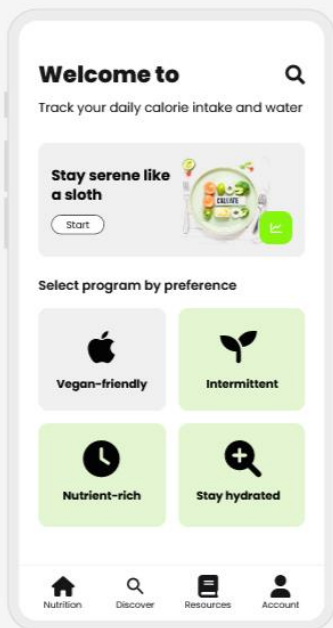 Welcome to
Track your daily calorie intake and water
Stay serene like
a sloth
Start
Select program by preference
Vegan-friendly
Intermittent
Nutrient-rich
Stay hydrated
Nutrition
Discover
Resources
Account